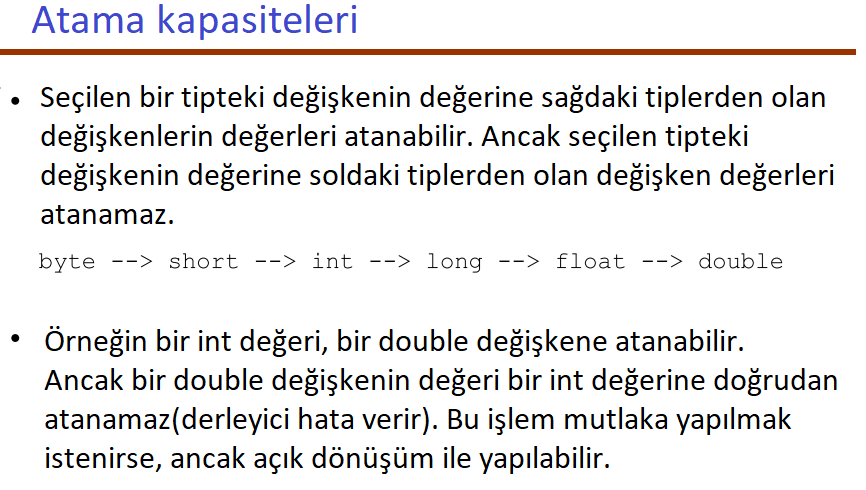 Atama kapasiteleri
• Seçilen bir tipteki değişkenin değerine sağdaki tiplerden olan
değişkenlerin değerleri atanabilir. Ancak seçilen tipteki
değişkenin değerine soldaki tiplerden olan değişken değerleri
atanamaz.
byte --> short --> int --> long --> float --> double
• Örneğin bir int değeri, bir double değişkene atanabilir.
Ancak bir double değişkenin değeri bir int değerine doğrudan
atanamaz(derleyici hata verir). Bu işlem mutlaka yapılmak
istenirse, ancak açık dönüşüm ile yapılabilir.